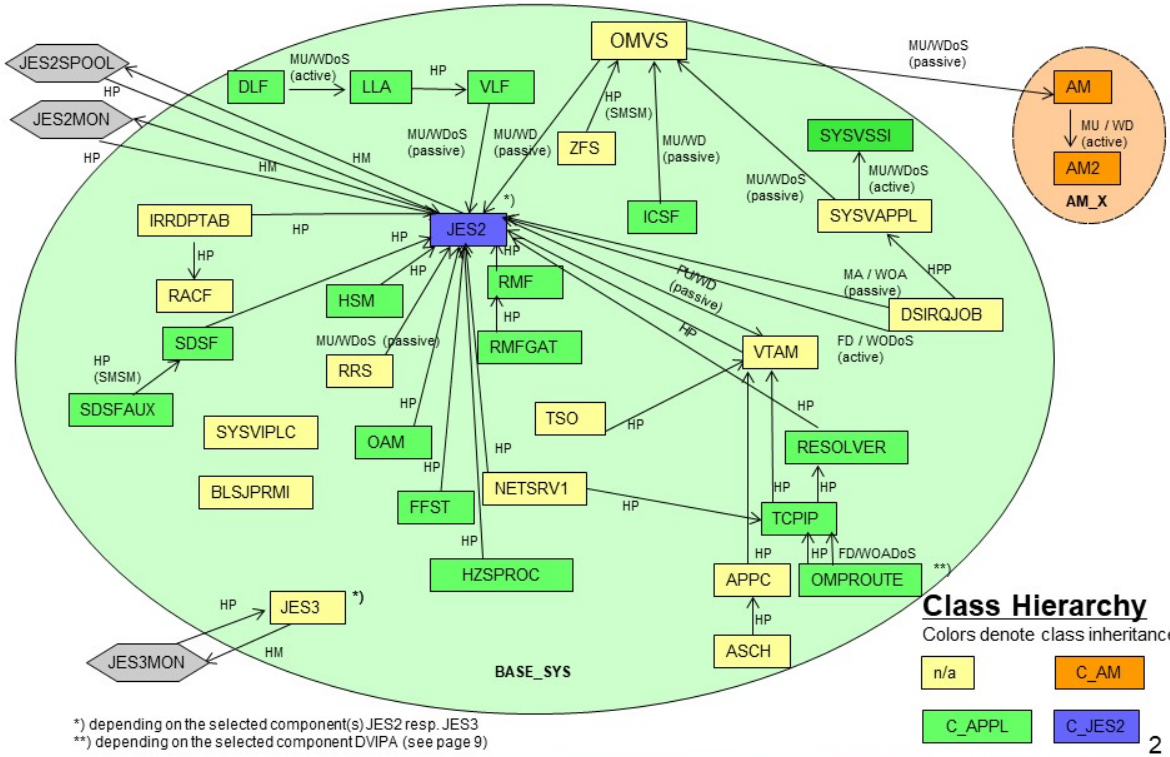 OMVS
MU/WDoS
(passive)
JES2SPOOL
HP
JES2MON
HP
DLF
MU/WDoS
(active)
LLA
HP
VLF
HP
(SMSM)
ZFS
MU/WD
(passive)
AM
MU / WD
(active)
AM2
AM_X
SYSVSSI
MU/WDoS
(active)
MU/WDoS
(passive)
SYSVAPPL
HM
HM
MU/WDoS
(passive)
MU/WD
(passive)
ICSF
*)
IRRDPTAB
HP
JES2
HP
RACF
HP
HP
HSM
HP
RMF
HP
RMFGAT
PU/WD
(passive)
HP
MA / WOA
(passive)
HPP
DSIRQJOB
FD / WODoS
(active)
SDSF
HP
(SMSM)
SDSFAUX
MU/WDoS (passive)
RRS
VTAM
TSO
HP
HP
RESOLVER
SYSVIPLC
HP
OAM
HP
HP
BLSJPRMI
FFST
NETSRV1
HP
HP
HP
TCPIP
HP
HZSPROC
HP
APPC
HP
FD/WOADoS
**)
OMPROUTE
HP
ASCH
HP
JES3
*)
HM
JES3MON
BASE_SYS
Class Hierarchy
Colors denote class inheritance
n/a
C_AM
C_APPL
C_JES2
*) depending on the selected component(s) JES2 resp. JES3
**) depending on the selected component DVIPA (see page 9)
2